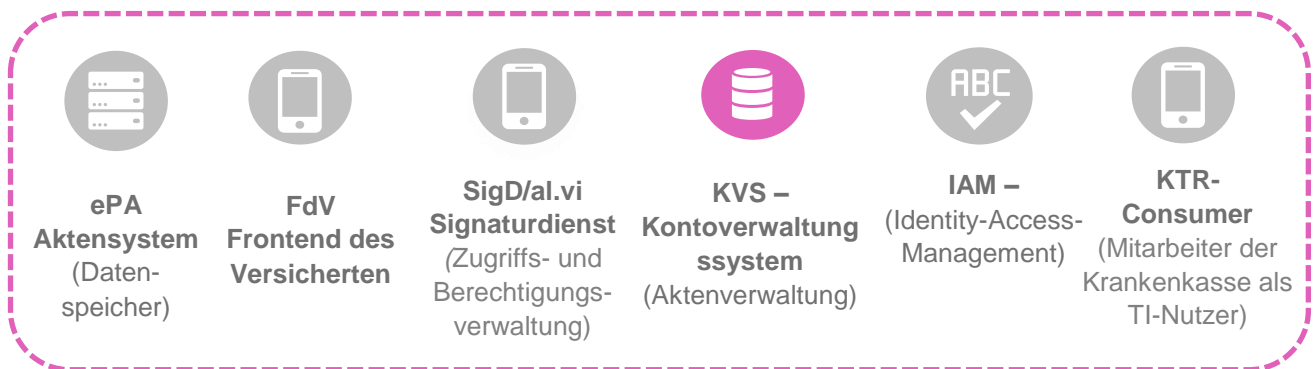 ABC
ePA
Aktensystem
(Daten-
speicher)
FdV
Frontend des
Versicherten
SigD/al.vi
Signaturdienst
(Zugriffs- und
Berechtigungs-
verwaltung)
KVS –
Kontoverwaltung
ssystem
(Aktenverwaltung)
IAM –
(Identity-Access-
Management)
KTR-
Consumer
(Mitarbeiter der
Krankenkasse als
TI-Nutzer)